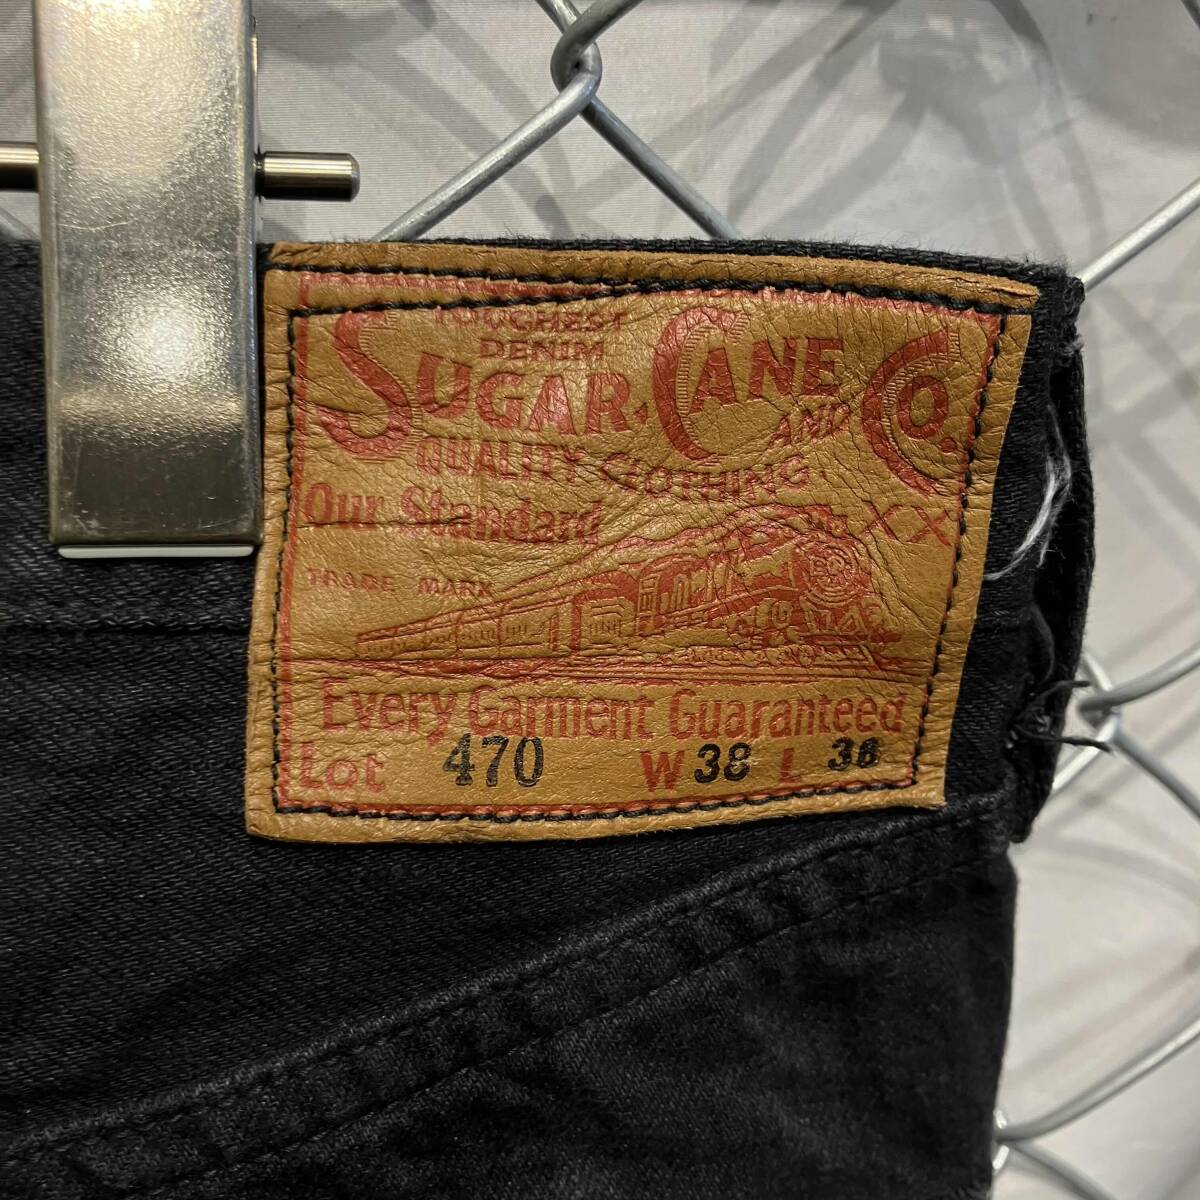 TOUGHEST
DENIM
SUGAR CANE CO.
AND
QUALITY CLOTHING.
Our Standard XX
TRADE MARK
Every Garment Guaranteed
Lot 470 W 38 L 36